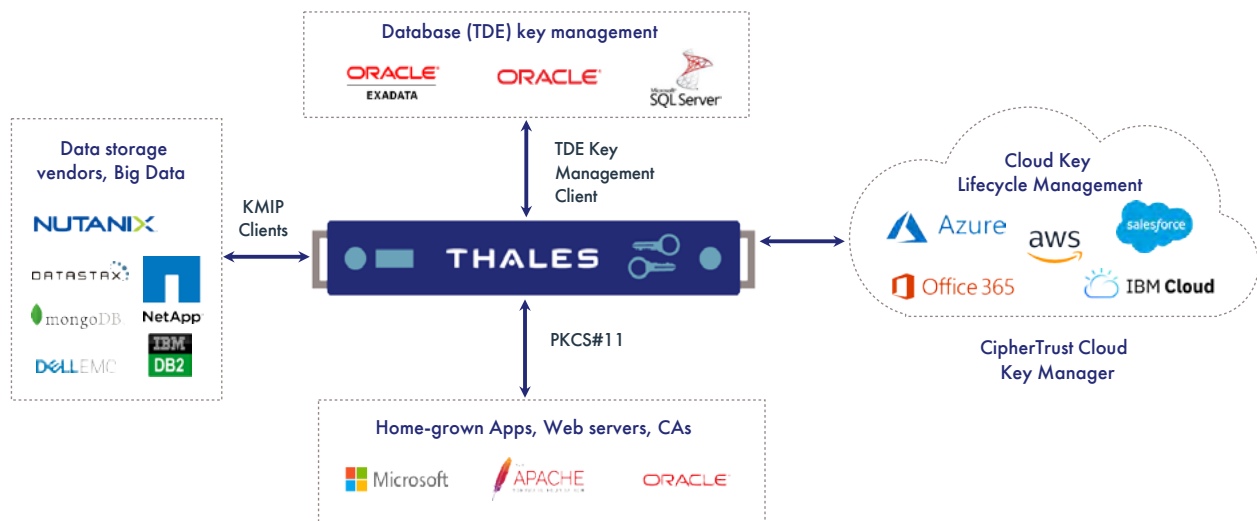 Database (TDE) key management
ORACLE
EXADATA
ORACLE
Microsoft
SQL Server
Data storage
vendors, Big Data
NUTANIX
DATASTAX
mongoDB
NetApp
DELLEMC
IBM
DB2
KMIP
Clients
TDE Key
Management
Client
THALES
PKCS#11
Cloud Key
Lifecycle Management
Azure
aws
salesforce
Office 365
IBM Cloud
CipherTrust Cloud
Key Manager
Home-grown Apps, Web servers, CAs
Microsoft
APACHE
ORACLE